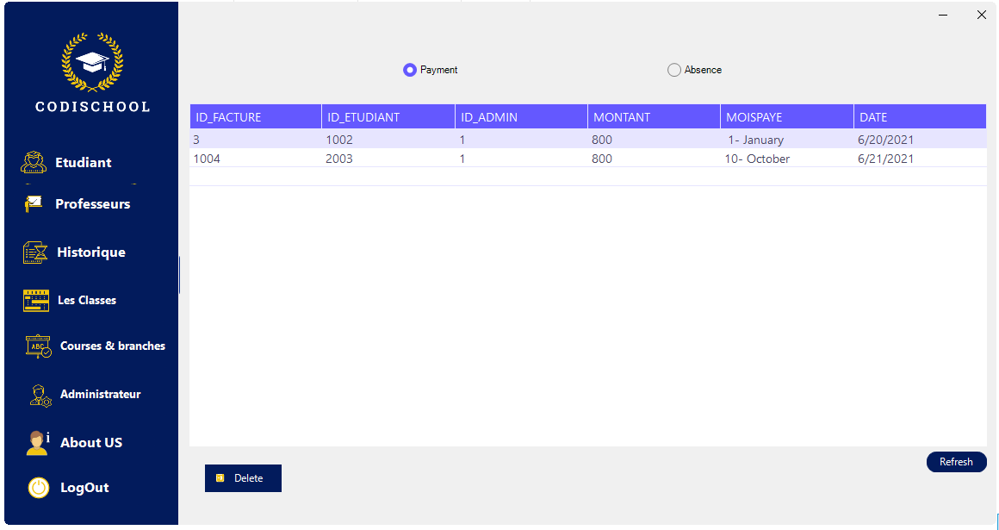 CODISCHOOL
Etudiant
Professeurs
Historique
Les Classes
ABC
Courses & branches
Administrateur
i
About US
LogOut
Payment Absence
ID_FACTURE ID_ETUDIANT ID_ADMIN MONTANT MOISPAYE DATE
3 1002 1 800 1- January 6/20/2021
1004 2003 1 800 10- October 6/21/2021
Delete
Refresh